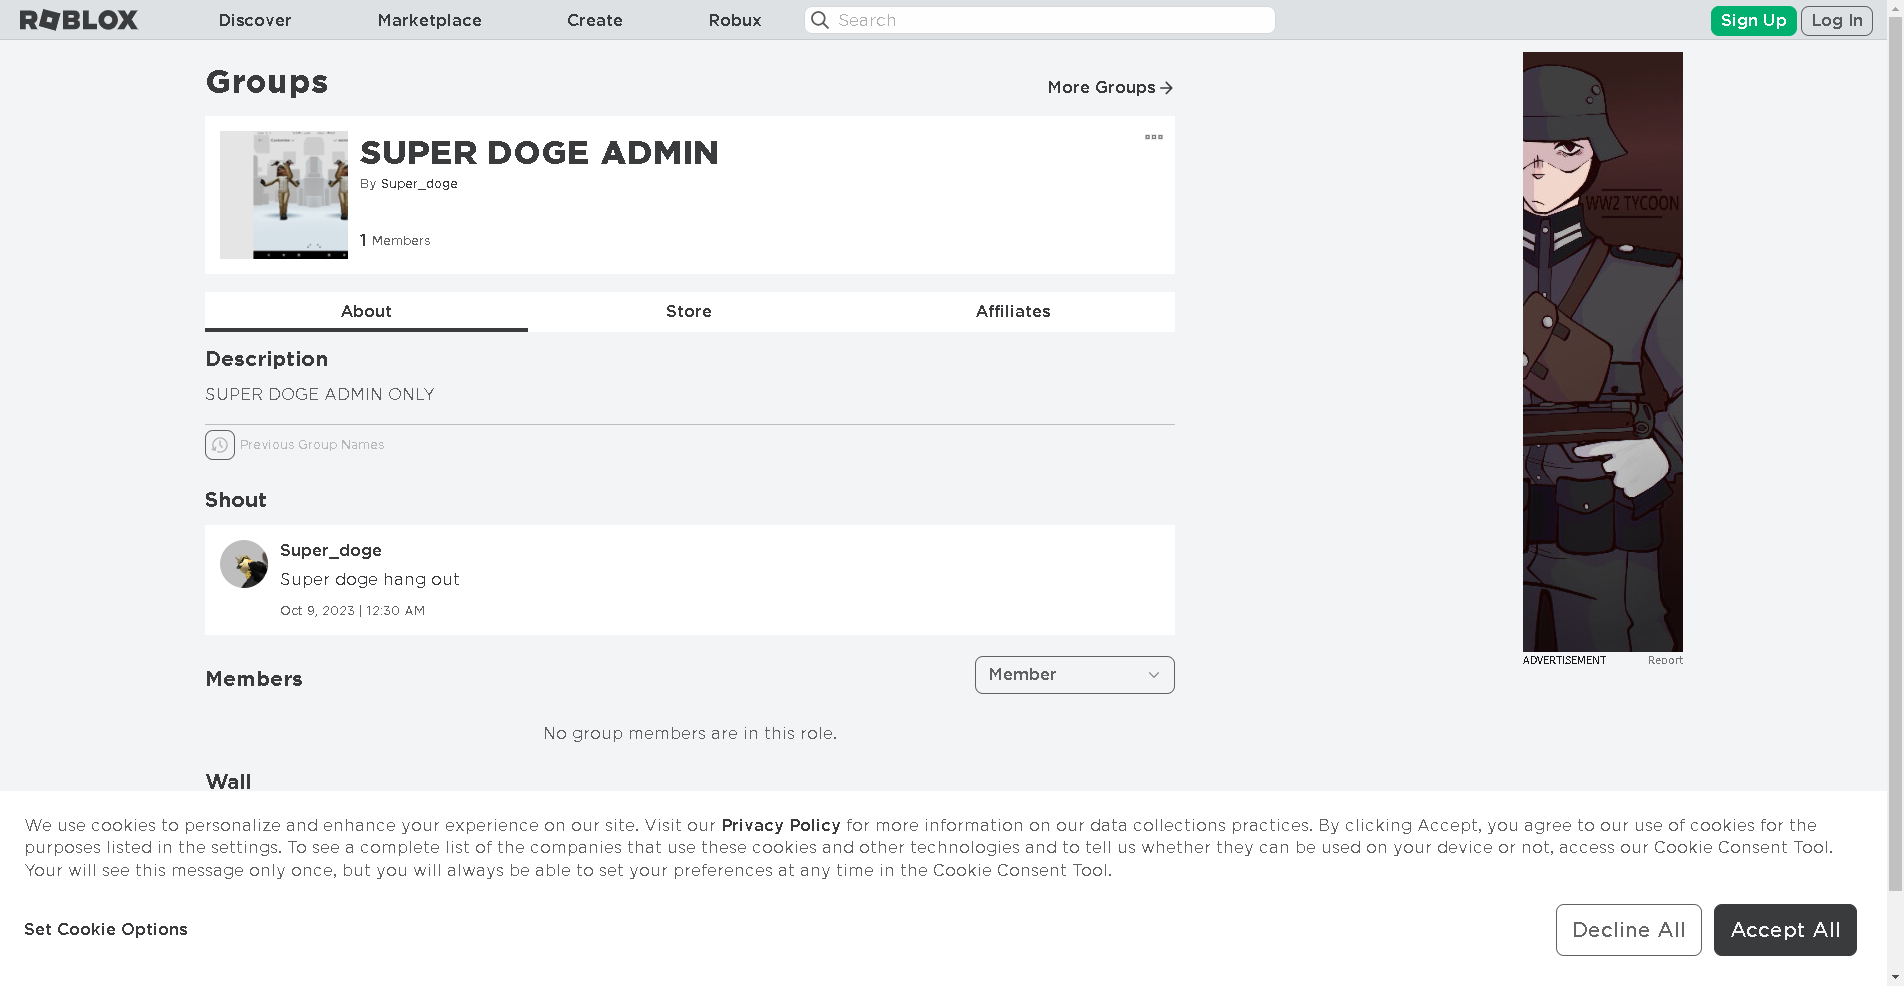 ROBLOX
Discover
Marketplace
Create
Robux
Search
Sign Up
Log In
Groups
More Groups
SUPER DOGE ADMIN
By Super_doge
1 Members
About
Store
Affiliates
Description
SUPER DOGE ADMIN ONLY
Previous Group Names
Shout
Super_doge
Super doge hang out
Oct 9, 2023 | 12:30 AM
Members
Member
No group members are in this role.
Wall
WW2 TYCOON
ADVERTISEMENT
Report
We use cookies to personalize and enhance your experience on our site. Visit our Privacy Policy for more information on our data collections practices. By clicking Accept, you agree to our use of cookies for the
purposes listed in the settings. To see a complete list of the companies that use these cookies and other technologies and to tell us whether they can be used on your device or not, access our Cookie Consent Tool.
Your will see this message only once, but you will always be able to set your preferences at any time in the Cookie Consent Tool.
Set Cookie Options
Decline All
Accept All